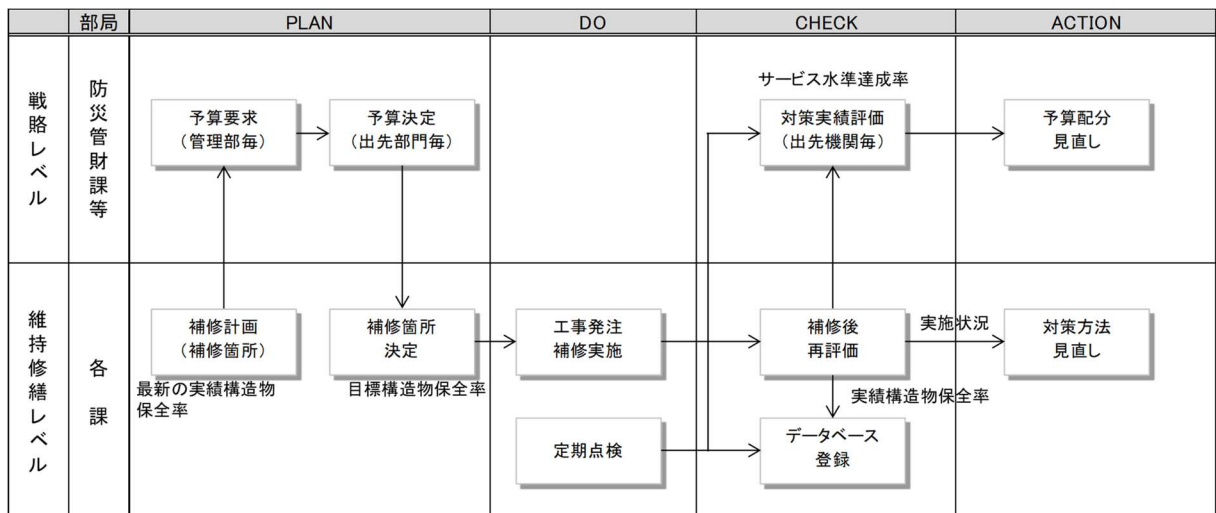 部局
PLAN
DO
CHECK
ACTION
戦略レベル
防災管財課等
予算要求
(管理部毎)
予算決定
(出先部門毎)
サービス水準達成率
対策実績評価
(出先機関毎)
予算配分
見直し
維持修繕レベル
各課
補修計画
(補修箇所)
最新の実績構造物
保全率
補修箇所
決定
目標構造物保全率
工事発注
補修実施
補修後
再評価
実施状況
対策方法
見直し
実績構造物保全率
定期点検
データベース
登録